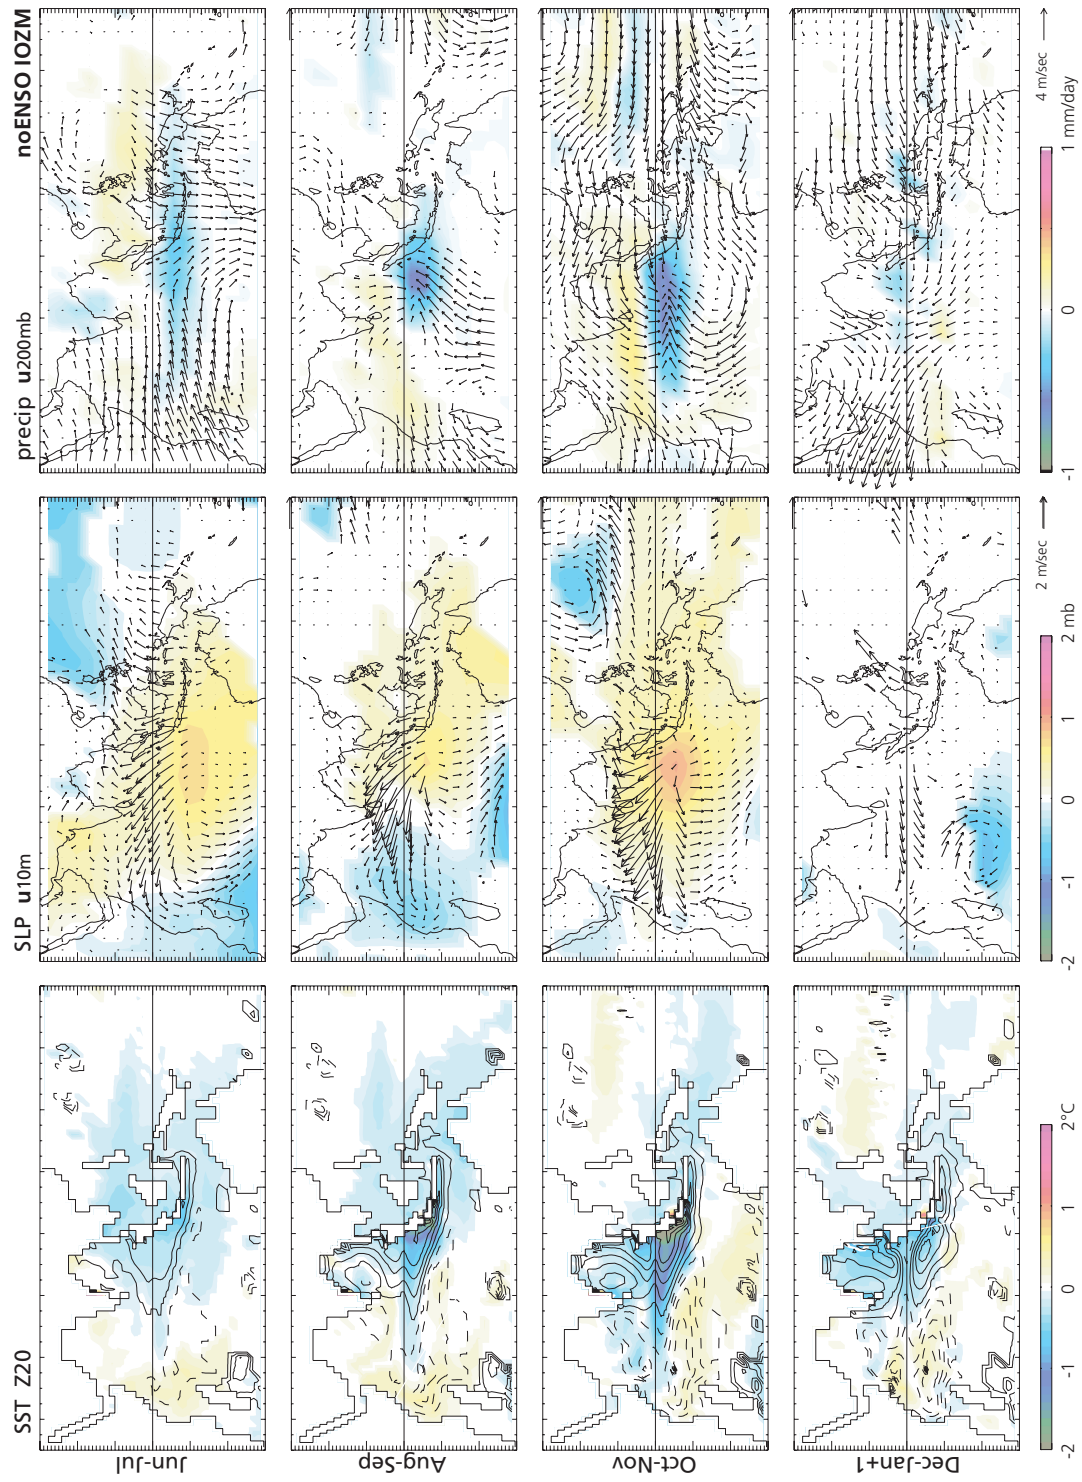 noENSO IOZM
SST Z20
SLP u10m
precip u200mb
Jun-Jul
Aug-Sep
Oct-Nov
Dec-Jan+1
-2 -1 0 1 2°C
-2 -1 0 1 2 mb
2 m/sec
-1 0 1 mm/day
4 m/sec